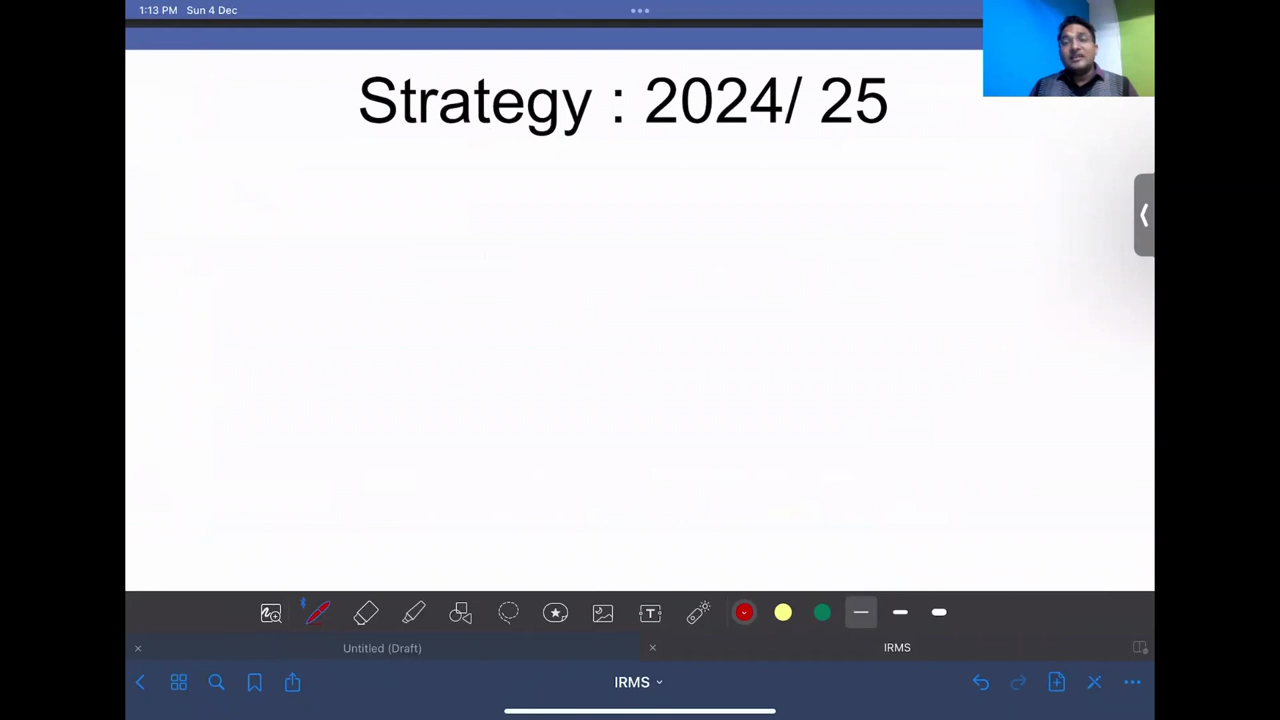 1:13 PM Sun 4 Dec
Strategy : 2024/ 25
T
Untitled (Draft)
IRMS
IRMS